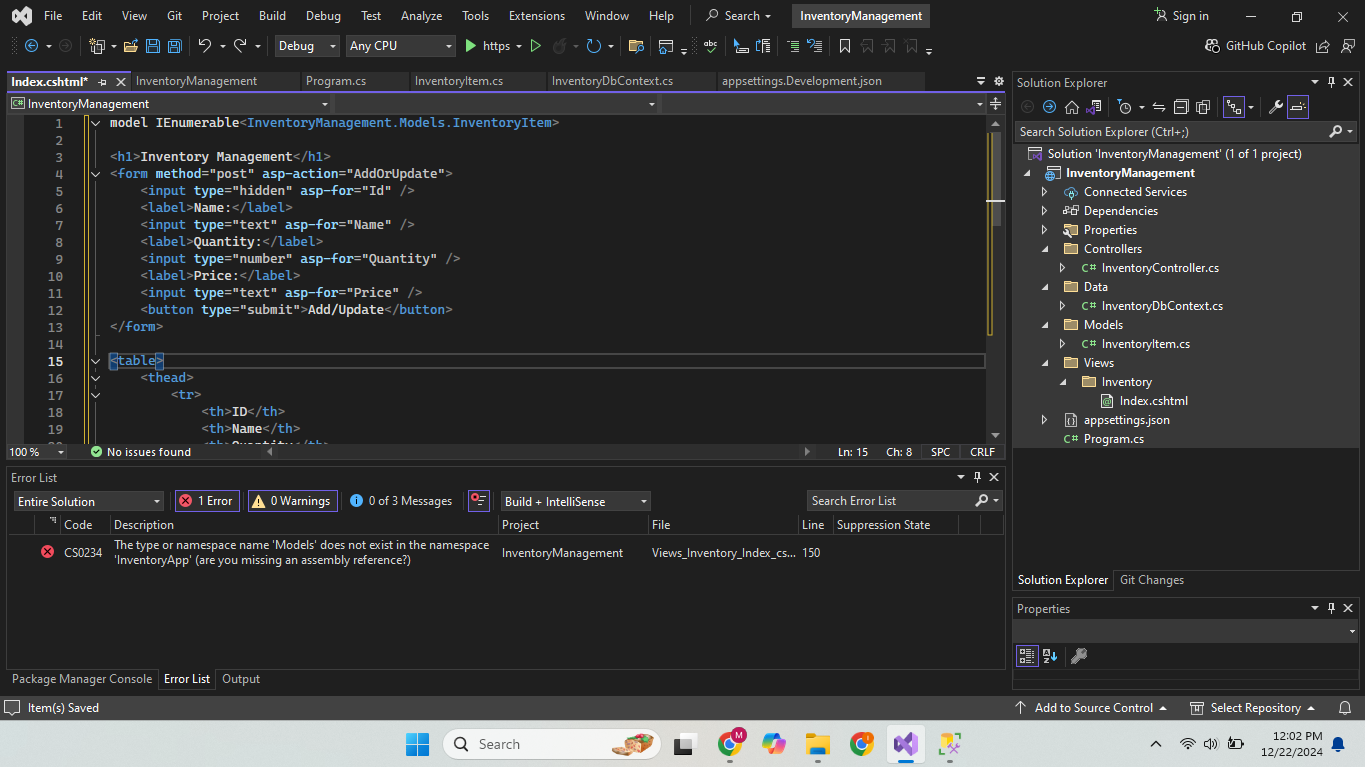 File Edit View Git Project Build Debug Test Analyze Tools Extensions Window Help Search InventoryManagement Sign in
Debug Any CPU https GitHub Copilot
Index.cshtml* InventoryManagement Program.cs InventoryItem.cs InventoryDbContext.cs appsettings.Development.json
C# InventoryManagement
1 model IEnumerable<InventoryManagement.Models.InventoryItem>
2
3 <h1>Inventory Management</h1>
4 <form method="post" asp-action="AddOrUpdate">
5 <input type="hidden" asp-for="Id" />
6 <label>Name:</label>
7 <input type="text" asp-for="Name" />
8 <label>Quantity:</label>
9 <input type="number" asp-for="Quantity" />
10 <label>Price:</label>
11 <input type="text" asp-for="Price" />
12 <button type="submit">Add/Update</button>
13 </form>
14
15 <table>
16 <thead>
17 <tr>
18 <th>ID</th>
19 <th>Name</th>
20 <th>Quantity</th>
100 % No issues found Ln: 15 Ch: 8 SPC CRLF
Error List
Entire Solution 1 Error 0 Warnings 0 of 3 Messages Build + IntelliSense Search Error List
Code Description Project File Line Suppression State
CS0234 The type or namespace name 'Models' does not exist in the namespace 'InventoryApp' (are you missing an assembly reference?) InventoryManagement Views_Inventory_Index_cs... 150
Package Manager Console Error List Output
Solution Explorer
Search Solution Explorer (Ctrl+;)
Solution 'InventoryManagement' (1 of 1 project)
InventoryManagement
Connected Services
Dependencies
Properties
Controllers
C# InventoryController.cs
Data
C# InventoryDbContext.cs
Models
C# InventoryItem.cs
Views
Inventory
Index.cshtml
appsettings.json
C# Program.cs
Solution Explorer Git Changes
Properties
Item(s) Saved Add to Source Control Select Repository
Search M 12:02 PM
12/22/2024